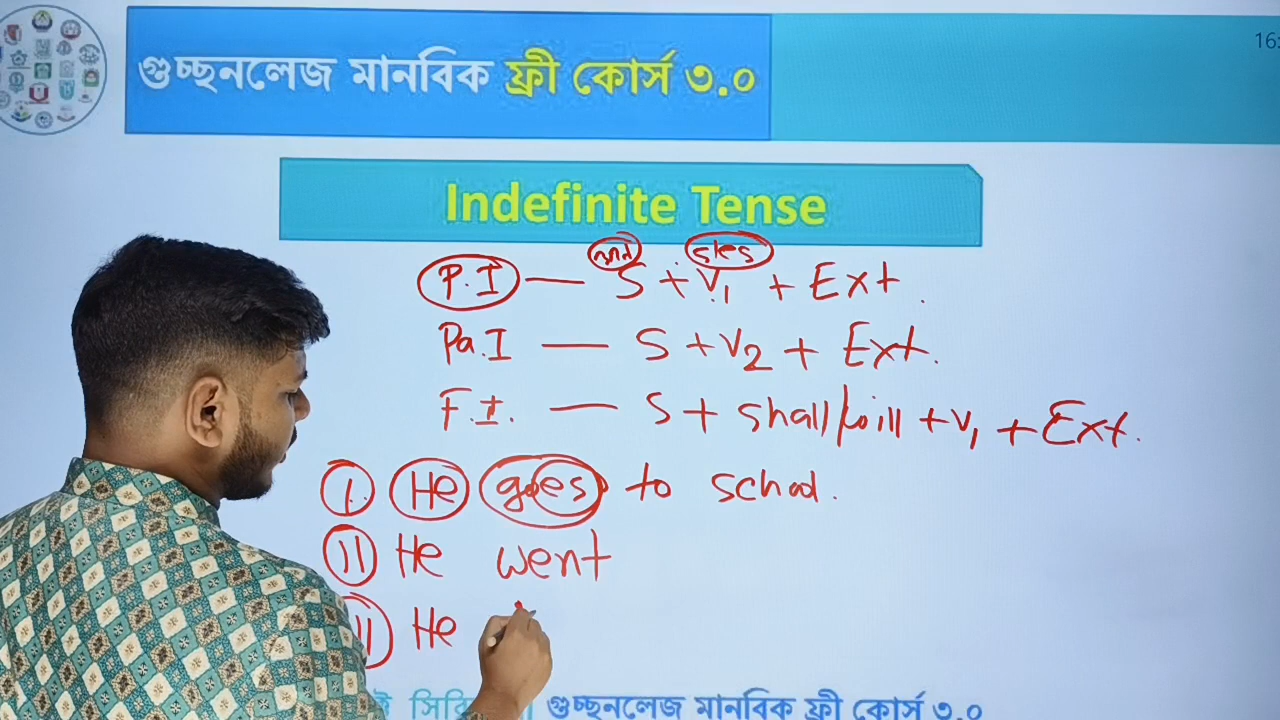 গুচ্ছনলেজ মানবিক ফ্রী কোর্স ৩.০
16:
Indefinite Tense
s/es
P.I — S + V1 + Ext.
Pa.I — S + V2 + Ext.
F.I. — S + shall/will + V1 + Ext.
I. He goes to school.
II He went
He
গুচ্ছনলেজ মানবিক ফ্রী কোর্স ৩.০